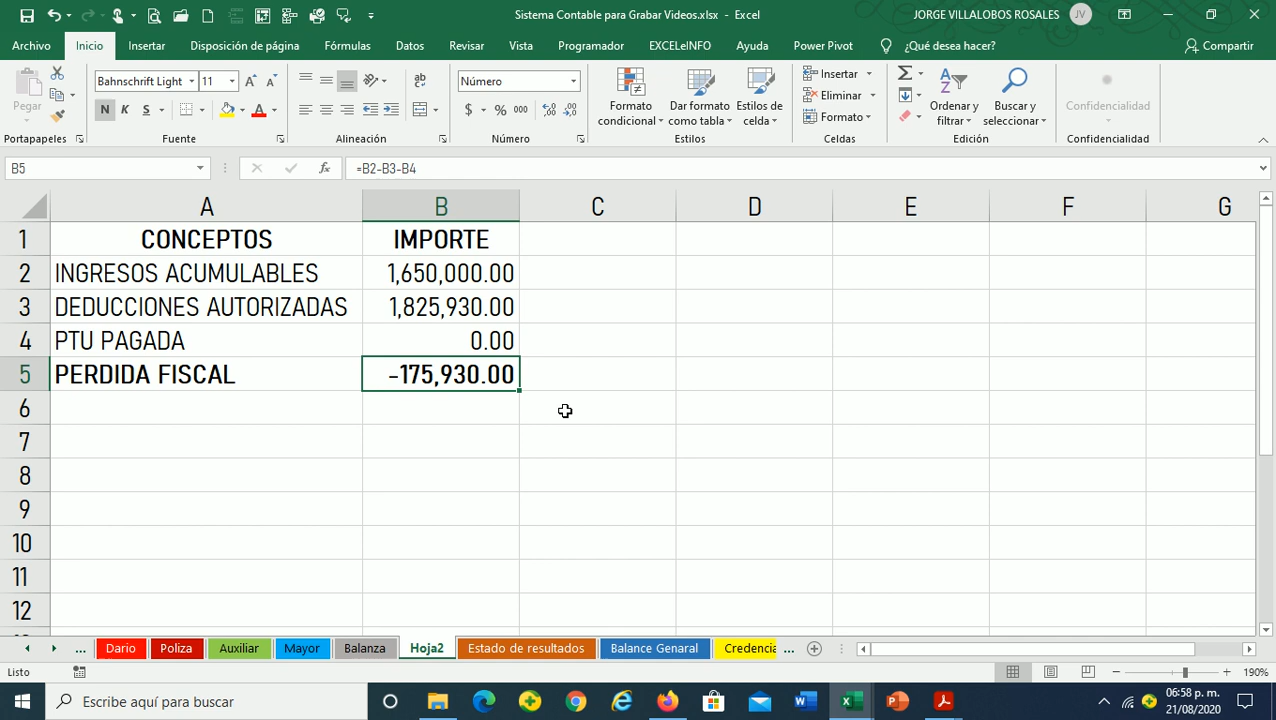 Sistema Contable para Grabar Videos.xlsx - Excel
JORGE VILLALOBOS ROSALES
JV
Archivo Inicio Insertar Disposición de página Fórmulas Datos Revisar Vista Programador EXCELeINFO Ayuda Power Pivot ¿Qué desea hacer? Compartir
Pegar
Bahnschrift Light 11
N K S
ab
Número
$ % 000
Formato condicional
Dar formato como tabla
Estilos de celda
Insertar
Eliminar
Formato
Ordenar y filtrar
Buscar y seleccionar
Confidencialidad
Portapapeles Fuente Alineación Número Estilos Celdas Edición Confidencialidad
B5 fx =B2-B3-B4
A B C D E F G
1 CONCEPTOS IMPORTE
2 INGRESOS ACUMULABLES 1,650,000.00
3 DEDUCCIONES AUTORIZADAS 1,825,930.00
4 PTU PAGADA 0.00
5 PERDIDA FISCAL -175,930.00
6
7
8
9
10
11
12
... Dario Poliza Auxiliar Mayor Balanza Hoja2 Estado de resultados Balance Genaral Credencia ...
Listo 190%
Escribe aquí para buscar
06:58 p. m.
21/08/2020